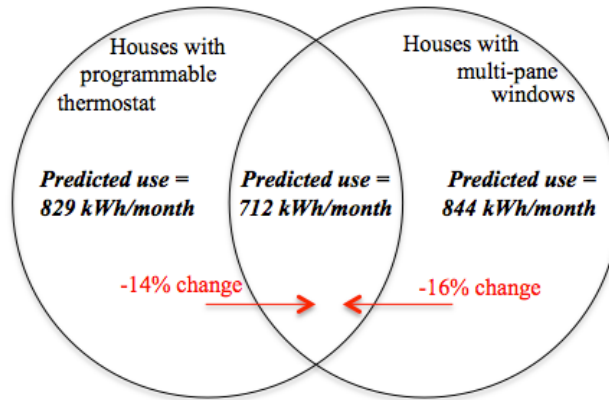 Houses with
programmable
thermostat
Houses with
multi-pane
windows
Predicted use =
829 kWh/month
Predicted use =
712 kWh/month
Predicted use =
844 kWh/month
-14% change
-16% change